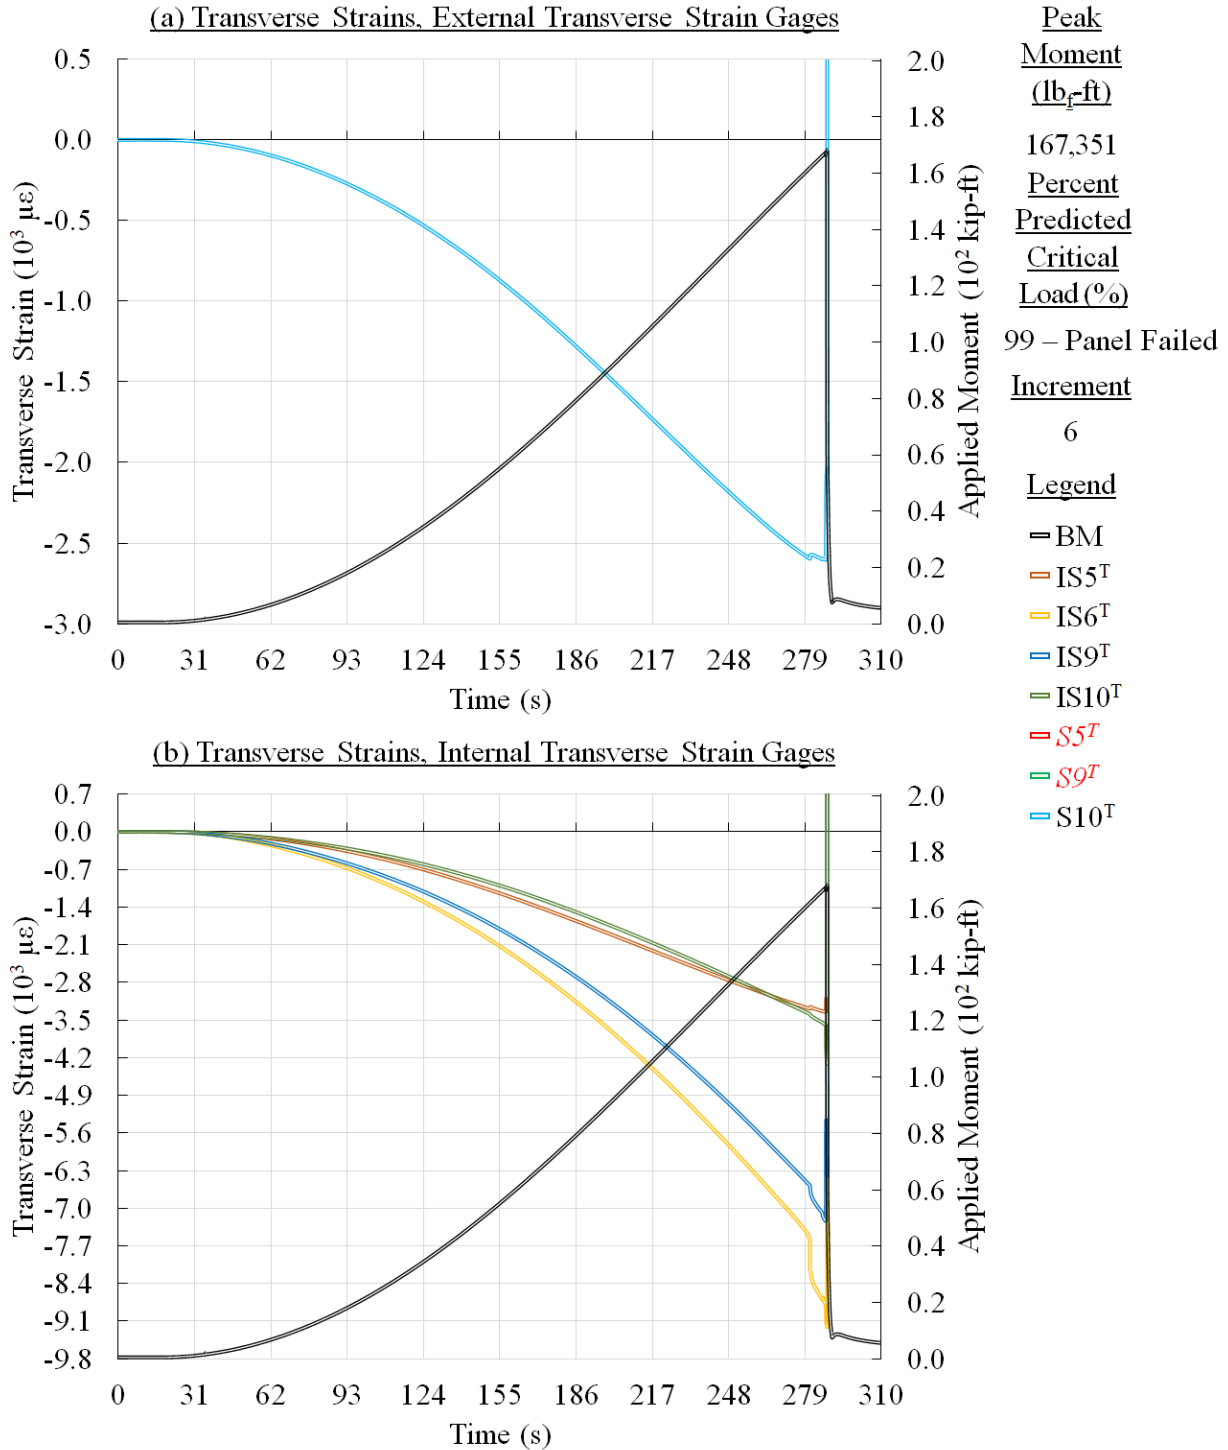 (a) Transverse Strains, External Transverse Strain Gages
0.5
0.0
-0.5
-1.0
-1.5
-2.0
-2.5
-3.0
Transverse Strain (10³ µε)
2.0
1.8
1.6
1.4
1.2
1.0
0.8
0.6
0.4
0.2
0.0
Applied Moment (10² kip-ft)
0 31 62 93 124 155 186 217 248 279 310
Time (s)
(b) Transverse Strains, Internal Transverse Strain Gages
0.7
0.0
-0.7
-1.4
-2.1
-2.8
-3.5
-4.2
-4.9
-5.6
-6.3
-7.0
-7.7
-8.4
-9.1
-9.8
Transverse Strain (10³ µε)
2.0
1.8
1.6
1.4
1.2
1.0
0.8
0.6
0.4
0.2
0.0
Applied Moment (10² kip-ft)
0 31 62 93 124 155 186 217 248 279 310
Time (s)
Peak
Moment
(lbf-ft)
167,351
Percent
Predicted
Critical
Load (%)
99 – Panel Failed
Increment
6
Legend
BM
IS5ᵀ
IS6ᵀ
IS9ᵀ
IS10ᵀ
S5ᵀ
S9ᵀ
S10ᵀ